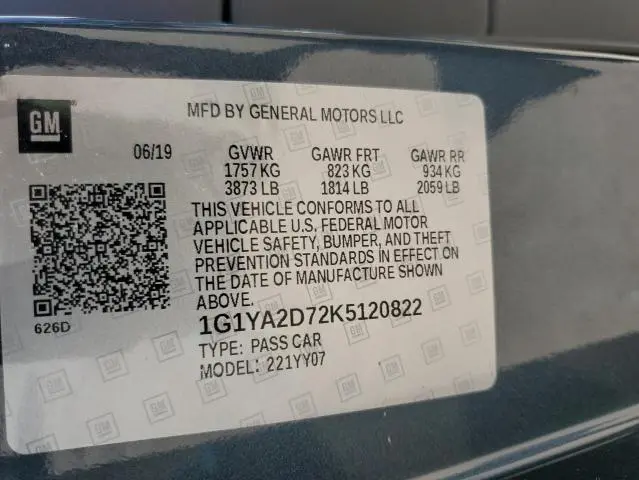 GM
MFD BY GENERAL MOTORS LLC
06/19 GVWR GAWR FRT GAWR RR
1757 KG 823 KG 934 KG
3873 LB 1814 LB 2059 LB
THIS VEHICLE CONFORMS TO ALL
APPLICABLE U.S. FEDERAL MOTOR
VEHICLE SAFETY, BUMPER, AND THEFT
PREVENTION STANDARDS IN EFFECT ON
THE DATE OF MANUFACTURE SHOWN
ABOVE.
626D
1G1YA2D72K5120822
TYPE: PASS CAR
MODEL: 221YY07